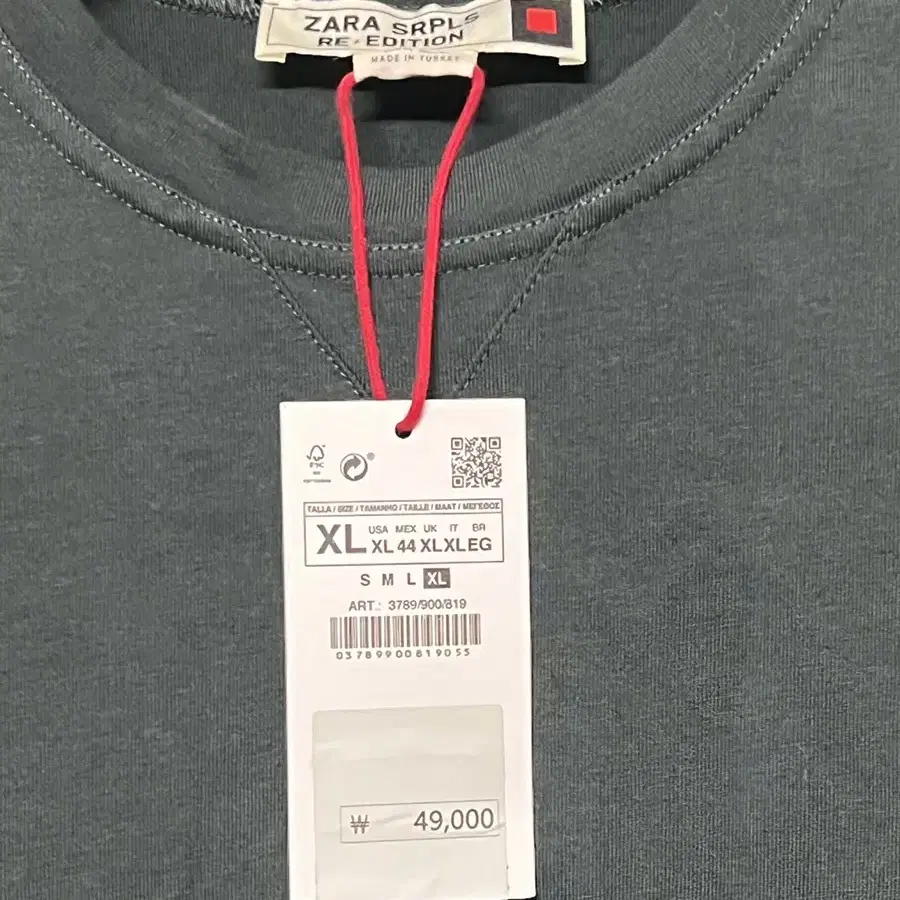 ZARA SRPLS
RE-EDITION
MADE IN TURKEY
TALLA / SIZE / TAMANHO / TAILLE / MAAT / ΜΕΓΕΘΟΣ
XL
USA MEX UK IT BR
XL 44 XL XL EG
S M L XL
ART.: 3789/900/819
03789900819055
₩ 49,000